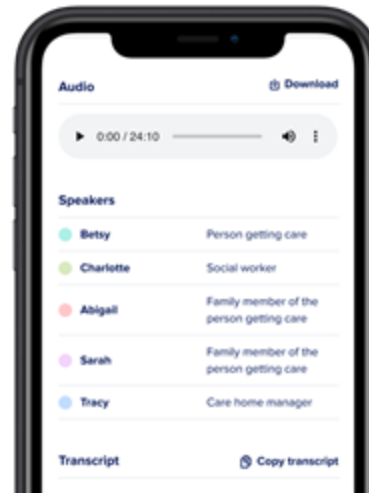 Audio
Download
0:00 / 24:10
Speakers
Betsy
Person getting care
Charlotte
Social worker
Abigail
Family member of the
person getting care
Sarah
Family member of the
person getting care
Tracy
Care home manager
Transcript
Copy transcript